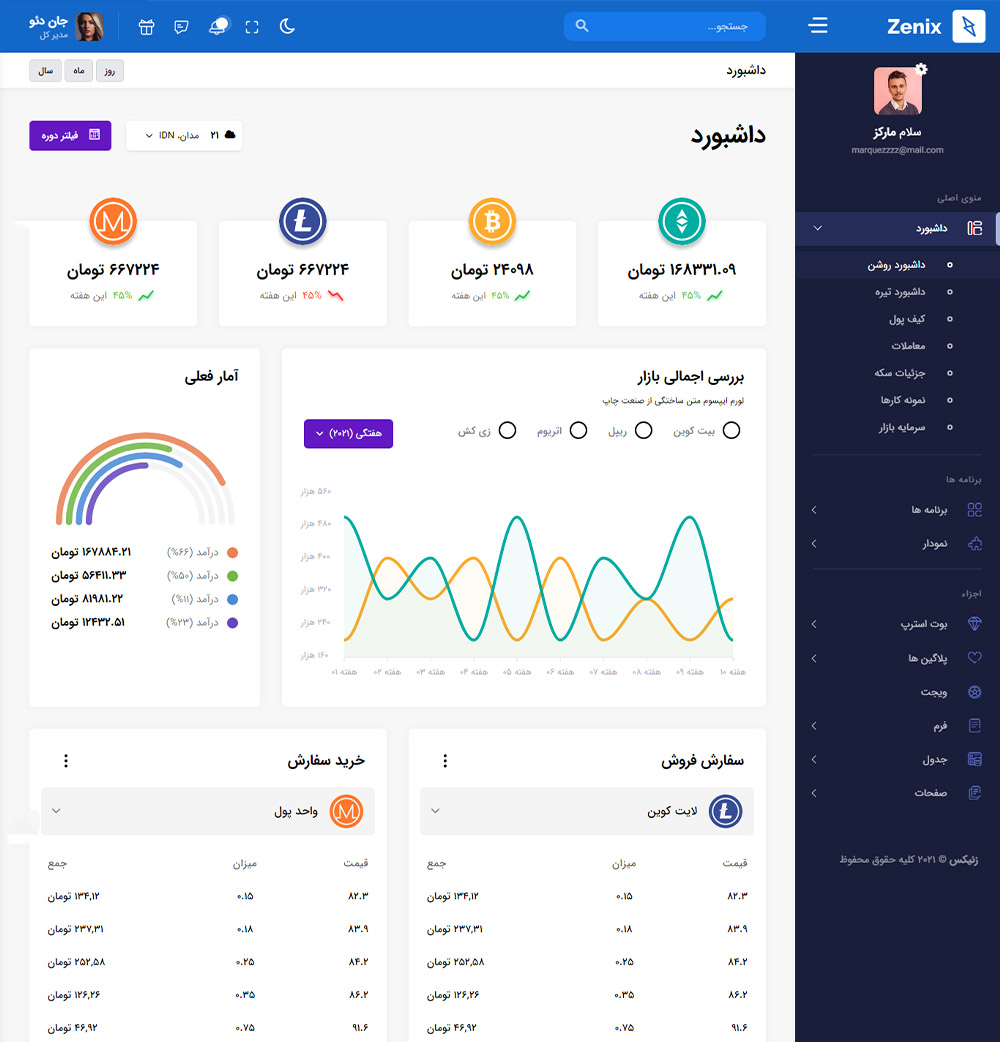 Zenix
جستجو...
جان دئو
مدیر کل
سلام مارکز
marquezzzz@mail.com
منوی اصلی
داشبورد
داشبورد روشن
داشبورد تیره
کیف پول
معاملات
جزئیات سکه
نمونه کارها
سرمایه بازار
برنامه ها
برنامه ها
نمودار
اجزاء
بوت استرپ
پلاگین ها
ویجت
فرم
جدول
صفحات
زنیکس © ۲۰۲۱ کلیه حقوق محفوظ
داشبورد
روز
ماه
سال
داشبورد
۲۱ مدان، IDN
فیلتر دوره
۱۶۸۳۳۱.۰۹ تومان
۴۵% این هفته
۲۴۰۹۸ تومان
۴۵% این هفته
۶۶۷۲۲۴ تومان
۴۵% این هفته
۶۶۷۲۲۴ تومان
۴۵% این هفته
بررسی اجمالی بازار
لورم ایپسوم متن ساختگی از صنعت چاپ
بیت کوین
ریپل
اتریوم
زی کش
هفتگی (۲۰۲۱)
۵۶۰ هزار
۴۸۰ هزار
۴۰۰ هزار
۳۲۰ هزار
۲۴۰ هزار
۱۶۰ هزار
هفته ۰۱
هفته ۰۲
هفته ۰۳
هفته ۰۴
هفته ۰۵
هفته ۰۶
هفته ۰۷
هفته ۰۸
هفته ۰۹
هفته ۱۰
آمار فعلی
درآمد (۶۶%) ۱۶۷۸۸۴.۲۱ تومان
درآمد (۵۰%) ۵۶۴۱۱.۳۳ تومان
درآمد (۱۱%) ۸۱۹۸۱.۲۲ تومان
درآمد (۲۳%) ۱۲۴۳۲.۵۱ تومان
سفارش فروش
لایت کوین
قیمت میزان جمع
۸۲.۳ ۰.۱۵ ۱۳۴,۱۲ تومان
۸۳.۹ ۰.۱۸ ۲۳۷,۳۱ تومان
۸۴.۲ ۰.۲۵ ۲۵۲,۵۸ تومان
۸۶.۲ ۰.۳۵ ۱۲۶,۲۶ تومان
۹۱.۶ ۰.۷۵ ۴۶,۹۲ تومان
خرید سفارش
واحد پول
قیمت میزان جمع
۸۲.۳ ۰.۱۵ ۱۳۴,۱۲ تومان
۸۳.۹ ۰.۱۸ ۲۳۷,۳۱ تومان
۸۴.۲ ۰.۲۵ ۲۵۲,۵۸ تومان
۸۶.۲ ۰.۳۵ ۱۲۶,۲۶ تومان
۹۱.۶ ۰.۷۵ ۴۶,۹۲ تومان